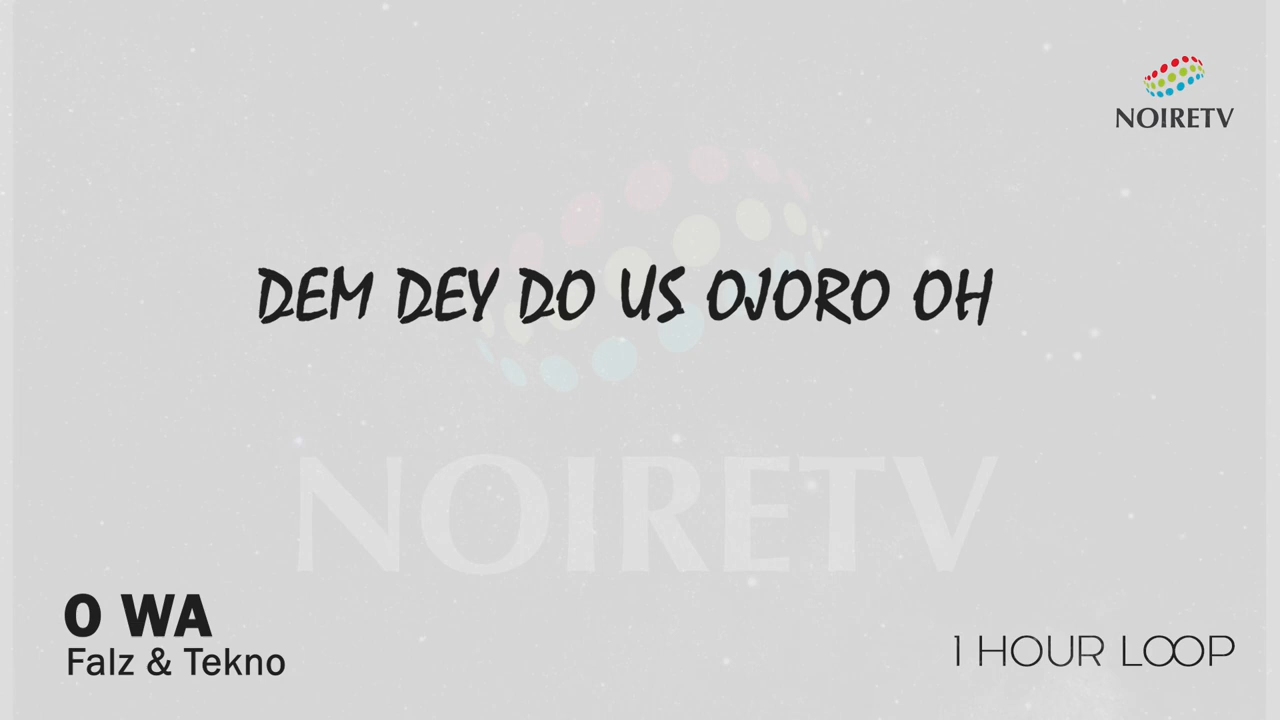 NOIRETV
DEM DEY DO US OJORO OH
NOIRETV
O WA
Falz & Tekno
1 HOUR LOOP